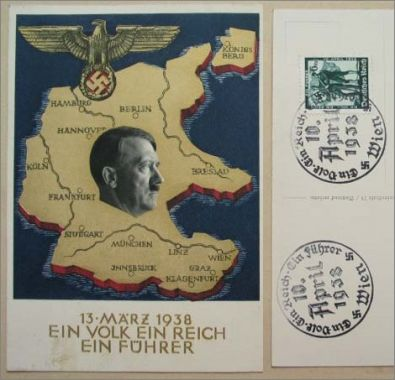 KÖNIGS
BERG
HAMBURG
BERLIN
HANNOVER
KÖLN
BRESLAU
FRANKFURT
STUTTGART
MÜNCHEN
LINZ
WIEN
INNSBRUCK
GRAZ
KLAGENFURT
13·MÄRZ 1938
EIN VOLK EIN REICH
EIN FÜHRER
Deutsches Reich
Ein Volk·Ein Reich·Ein Führer
10.
April
1938
Wien
Ein Volk·Ein Reich·Ein Führer
10.
April
1938
Wien